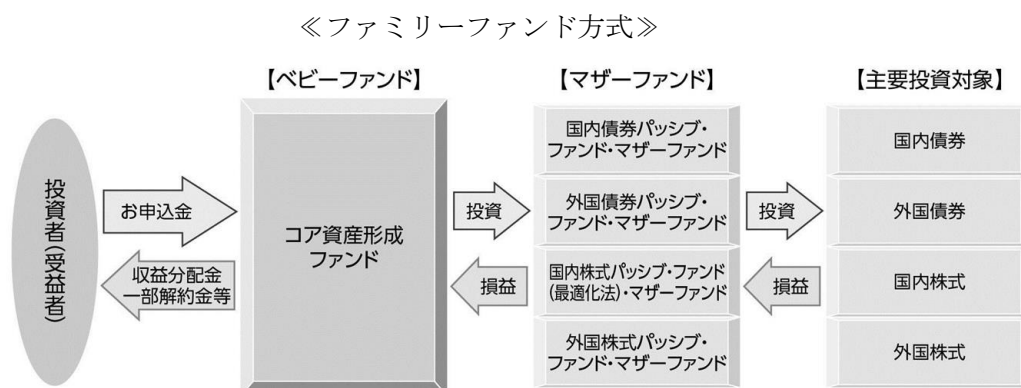 ≪ファミリーファンド方式≫
【ベビーファンド】
【マザーファンド】
【主要投資対象】
投資者(受益者)
お申込金
収益分配金
一部解約金等
コア資産形成
ファンド
投資
損益
国内債券パッシブ・
ファンド・マザーファンド
外国債券パッシブ・
ファンド・マザーファンド
国内株式パッシブ・ファンド
(最適化法)・マザーファンド
外国株式パッシブ・
ファンド・マザーファンド
投資
損益
国内債券
外国債券
国内株式
外国株式